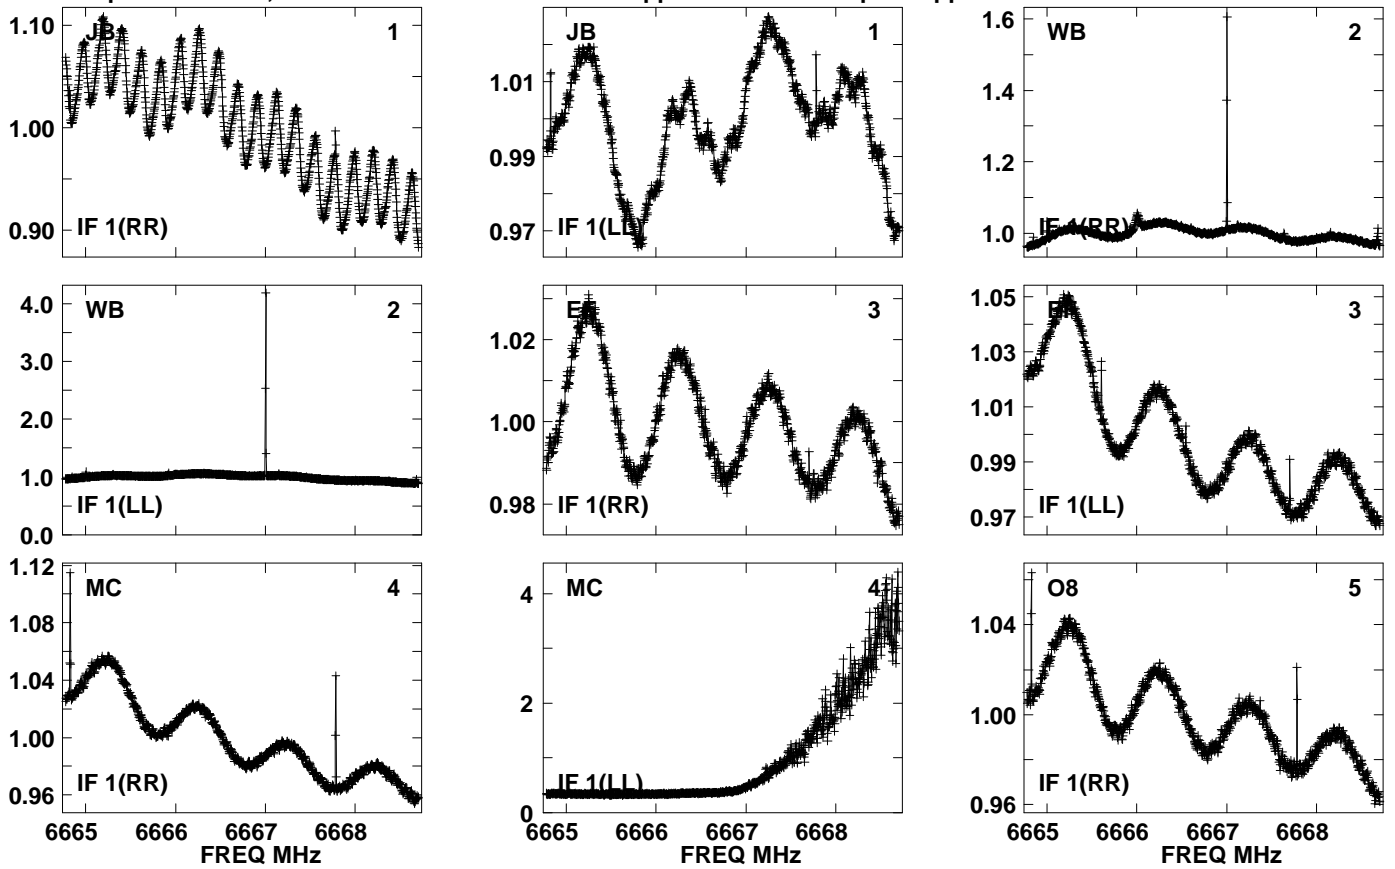 JB 1
1.10
1.00
0.90
IF 1(RR)
JB 1
1.01
0.99
0.97
IF 1(LL)
WB 2
1.6
1.4
1.2
1.0
IF 1(RR)
WB 2
4.0
3.0
2.0
1.0
0.0
IF 1(LL)
3
1.02
1.00
0.98
IF 1(RR)
3
1.05
1.03
1.01
0.99
0.97
IF 1(LL)
MC 4
1.12
1.08
1.04
1.00
0.96
IF 1(RR)
6665 6666 6667 6668
FREQ MHz
MC 4
4
2
0
IF 1(LL)
6665 6666 6667 6668
FREQ MHz
O8 5
1.04
1.00
0.96
IF 1(RR)
6665 6666 6667 6668
FREQ MHz